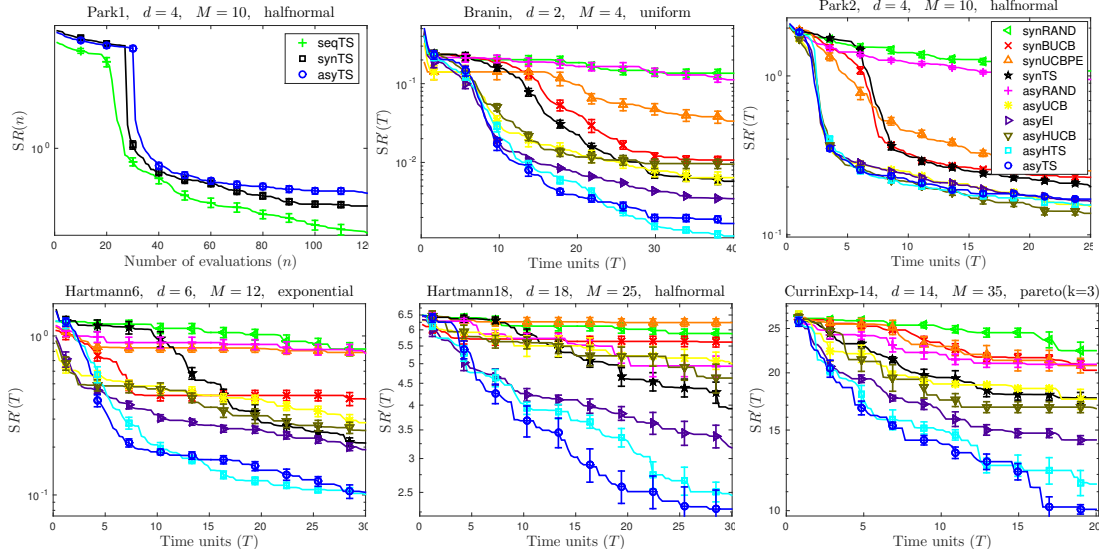 Park1, d = 4, M = 10, halfnormal
SR(n)
10^0
seqTS
synTS
asyTS
0 20 40 60 80 100 120
Number of evaluations (n)
Branin, d = 2, M = 4, uniform
SR′(T)
10^-1
10^-2
0 10 20 30 40
Time units (T)
Park2, d = 4, M = 10, halfnormal
SR′(T)
10^0
10^-1
synRAND
synBUCB
synUCBPE
synTS
asyRAND
asyUCB
asyEI
asyHUCB
asyHTS
asyTS
0 5 10 15 20 25
Time units (T)
Hartmann6, d = 6, M = 12, exponential
SR′(T)
10^0
10^-1
0 5 10 15 20 25 30
Time units (T)
Hartmann18, d = 18, M = 25, halfnormal
SR′(T)
6.5
6
5.5
5
4.5
4
3.5
3
2.5
0 5 10 15 20 25 30
Time units (T)
CurrinExp-14, d = 14, M = 35, pareto(k=3)
SR′(T)
25
20
15
10
0 5 10 15 20
Time units (T)